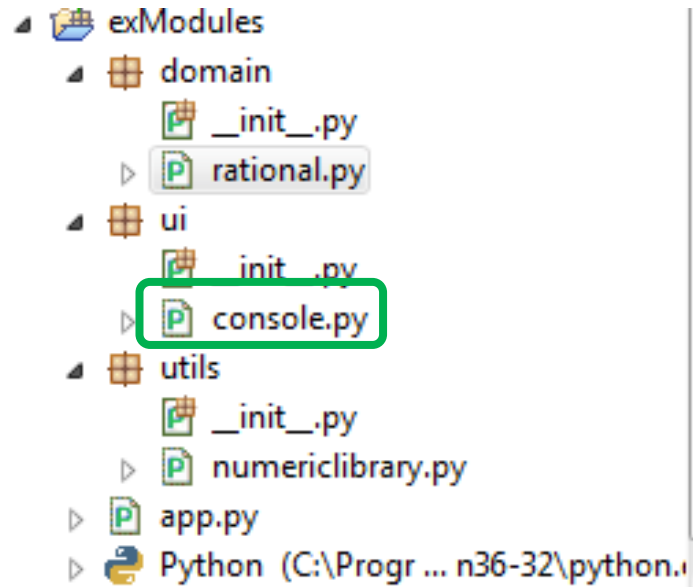 exModules
domain
__init__.py
rational.py
ui
__init__.py
console.py
utils
__init__.py
numericlibrary.py
app.py
Python (C:\Progr ... n36-32\python.